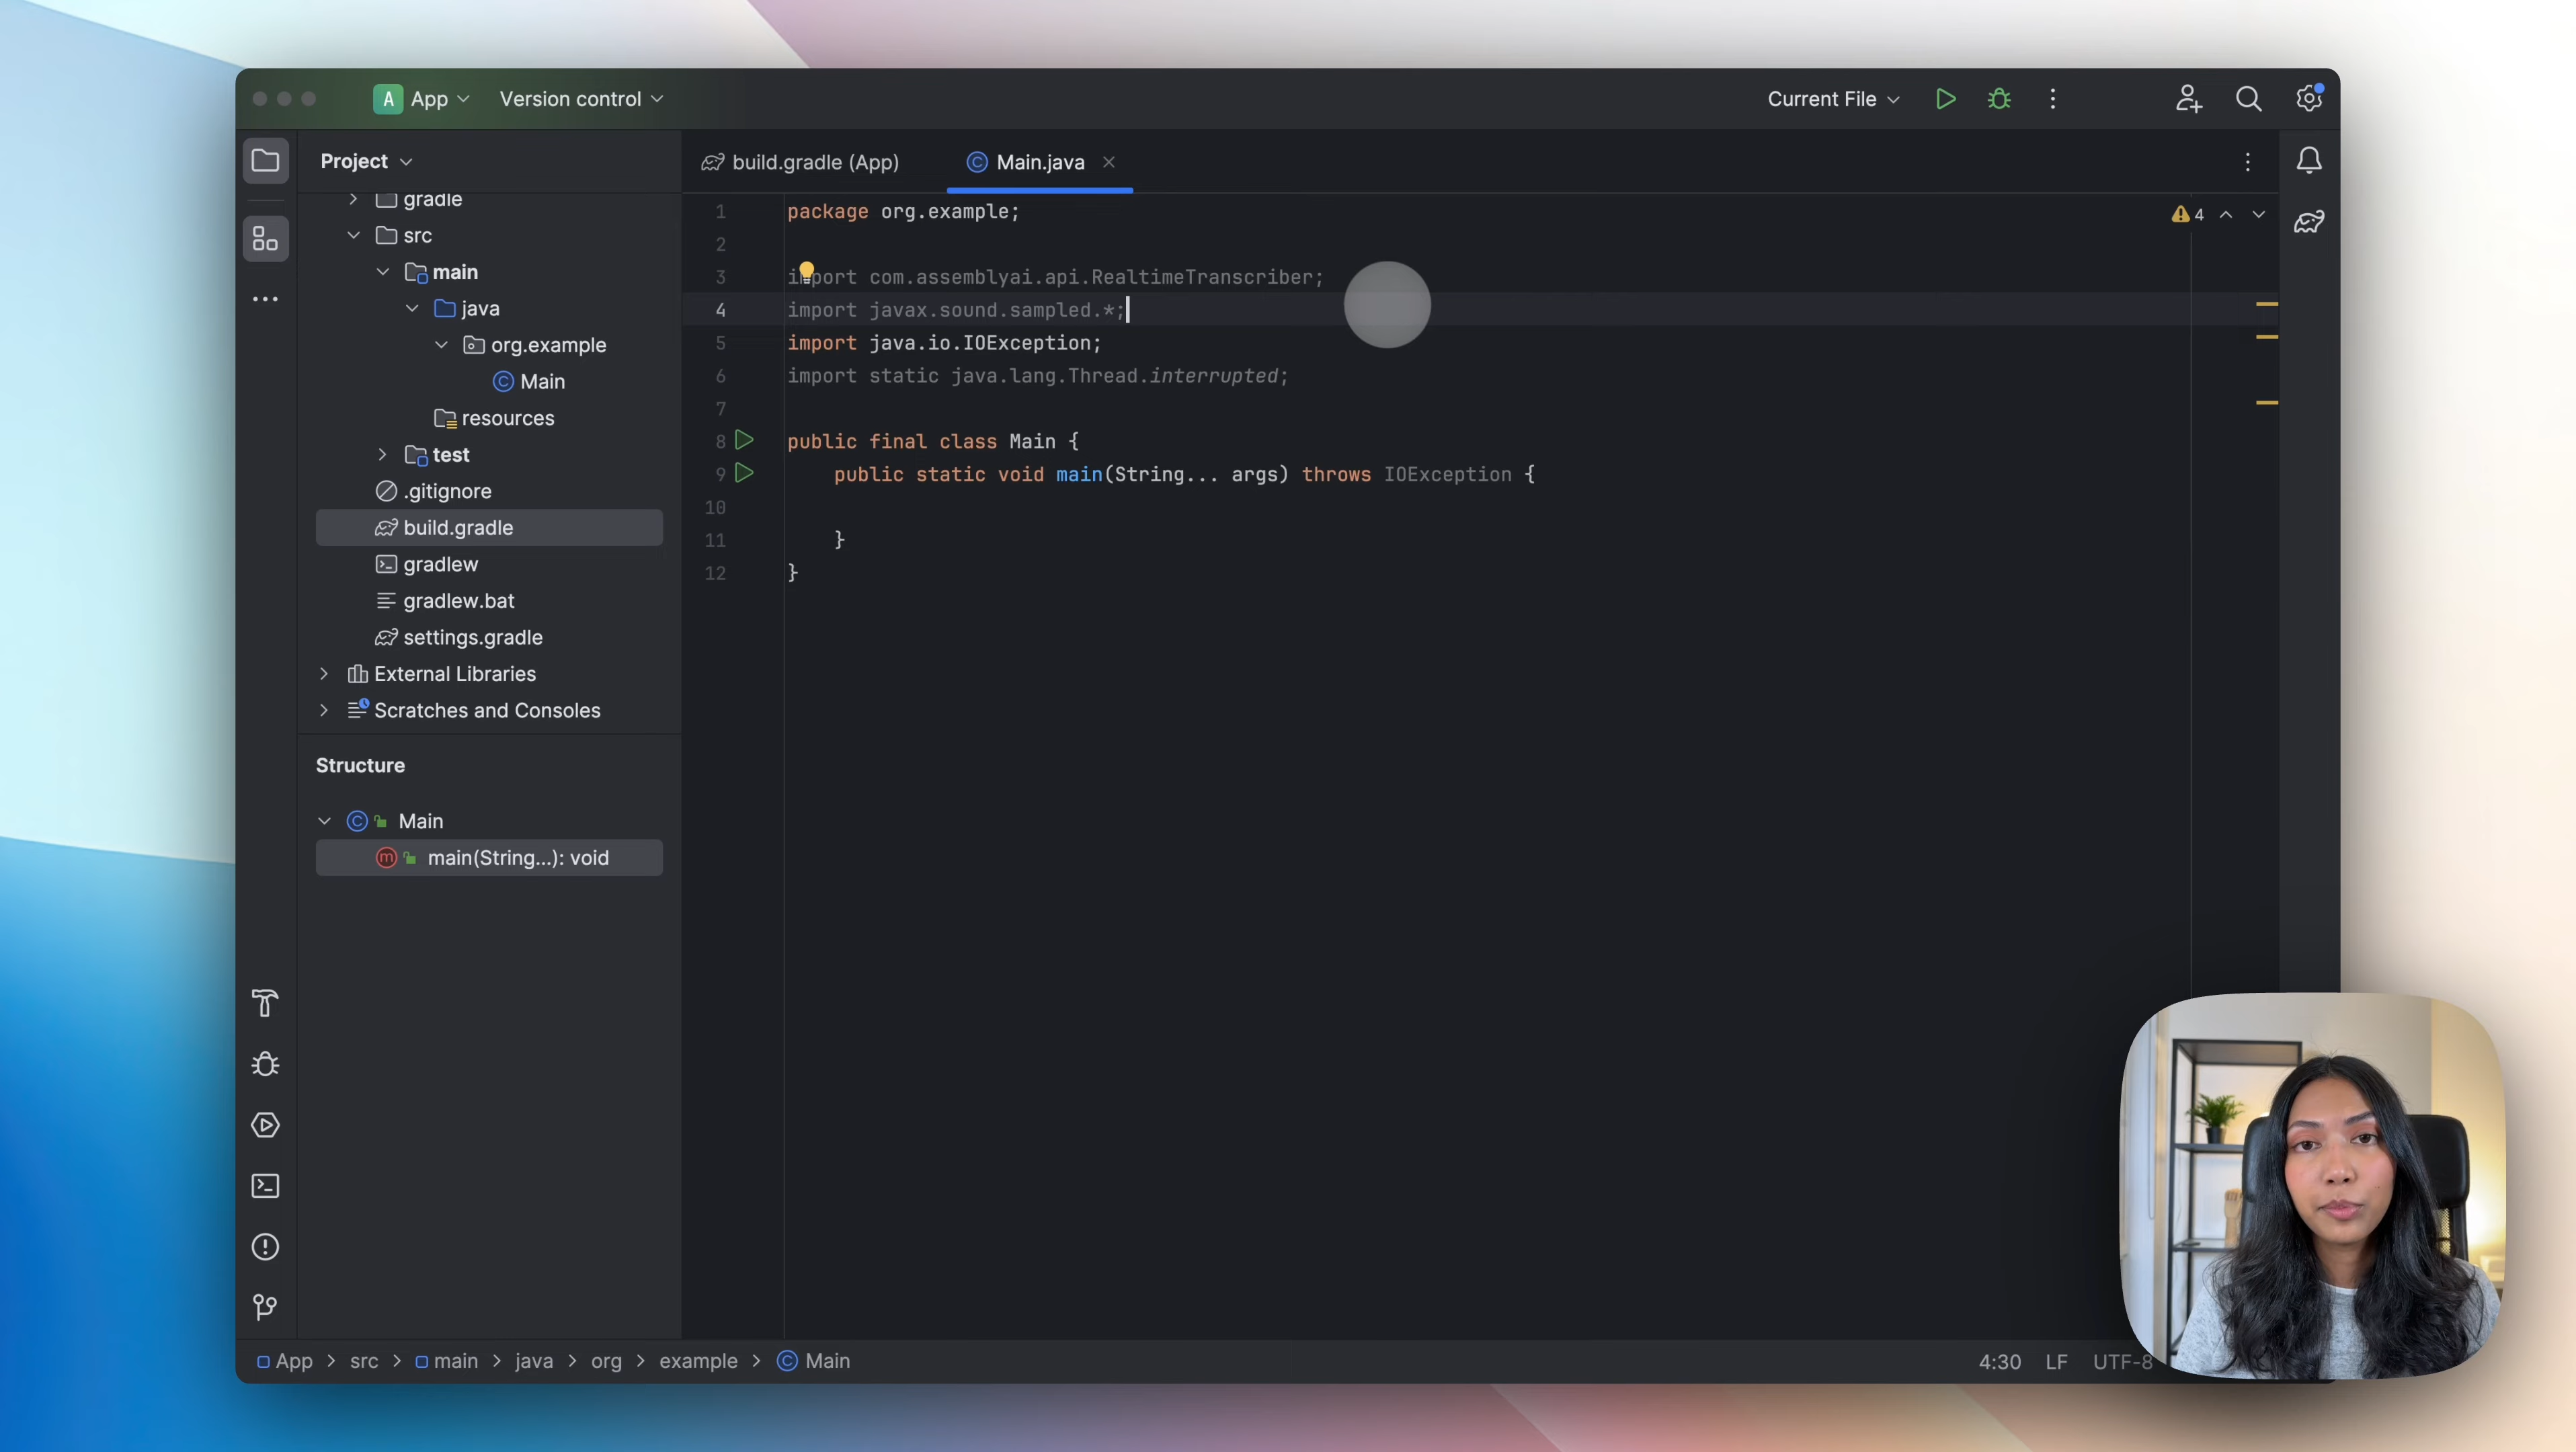 A App Version control Current File
Project
build.gradle (App) Main.java
gradle
src
main
java
org.example
Main
resources
test
.gitignore
build.gradle
gradlew
gradlew.bat
settings.gradle
External Libraries
Scratches and Consoles
Structure
Main
main(String...): void
1 package org.example;
2
3 import com.assemblyai.api.RealtimeTranscriber;
4 import javax.sound.sampled.*;
5 import java.io.IOException;
6 import static java.lang.Thread.interrupted;
7
8 public final class Main {
9 public static void main(String... args) throws IOException {
10
11 }
12 }
4
App > src > main > java > org > example > Main
4:30 LF UTF-8